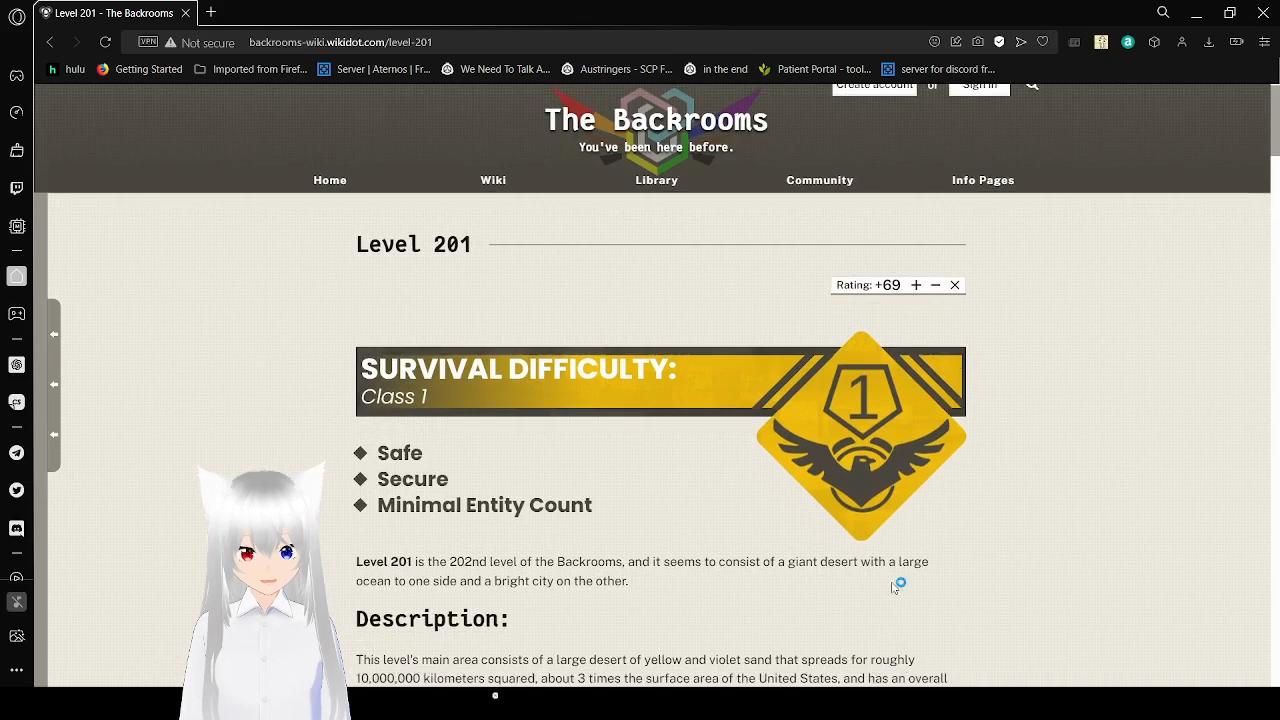 Level 201 - The Backrooms
VPN
Not secure
backrooms-wiki.wikidot.com/level-201
hulu
Getting Started
Imported from Firef...
Server | Aternos | Fr...
We Need To Talk A...
Austringers - SCP F...
in the end
Patient Portal - tool...
server for discord fr...
Create account
or
Sign in
The Backrooms
You've been here before.
Home
Wiki
Library
Community
Info Pages
Level 201
Rating: +69 + − ×
SURVIVAL DIFFICULTY:
Class 1
1
Safe
Secure
Minimal Entity Count
Level 201 is the 202nd level of the Backrooms, and it seems to consist of a giant desert with a large
ocean to one side and a bright city on the other.
Description:
This level's main area consists of a large desert of yellow and violet sand that spreads for roughly
10,000,000 kilometers squared, about 3 times the surface area of the United States, and has an overall